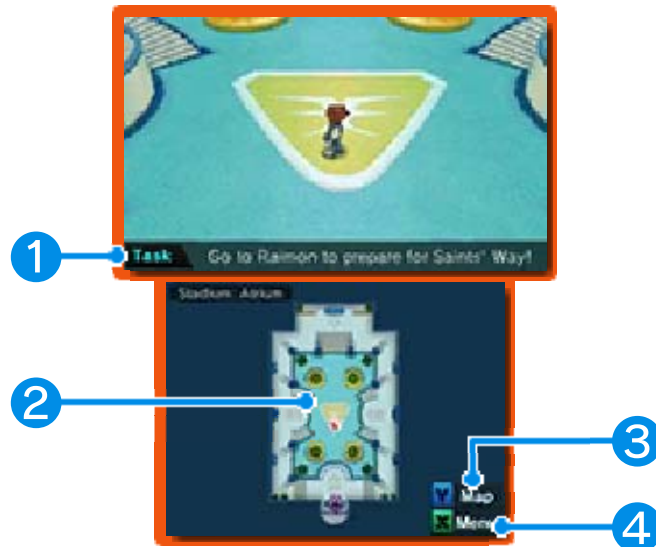 1
Task
Go to Raimon to prepare for Saints' Way!
Stadium: Atrium
2
3
Y Map
X Menu
4